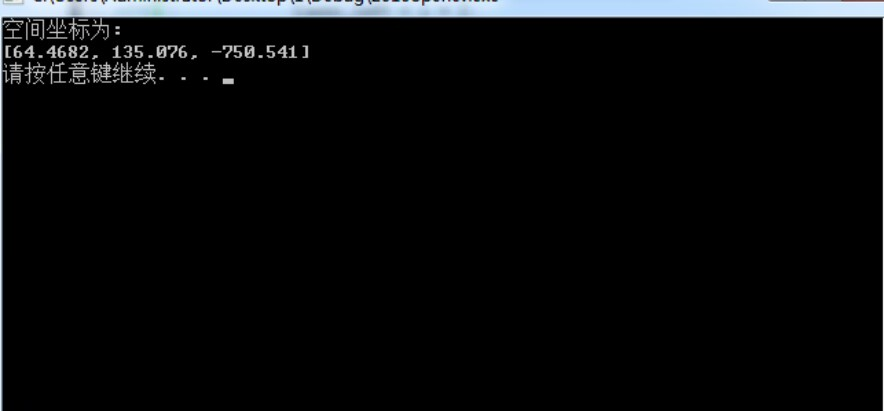 空间坐标为:
[64.4682, 135.076, -750.541]
请按任意键继续. . .